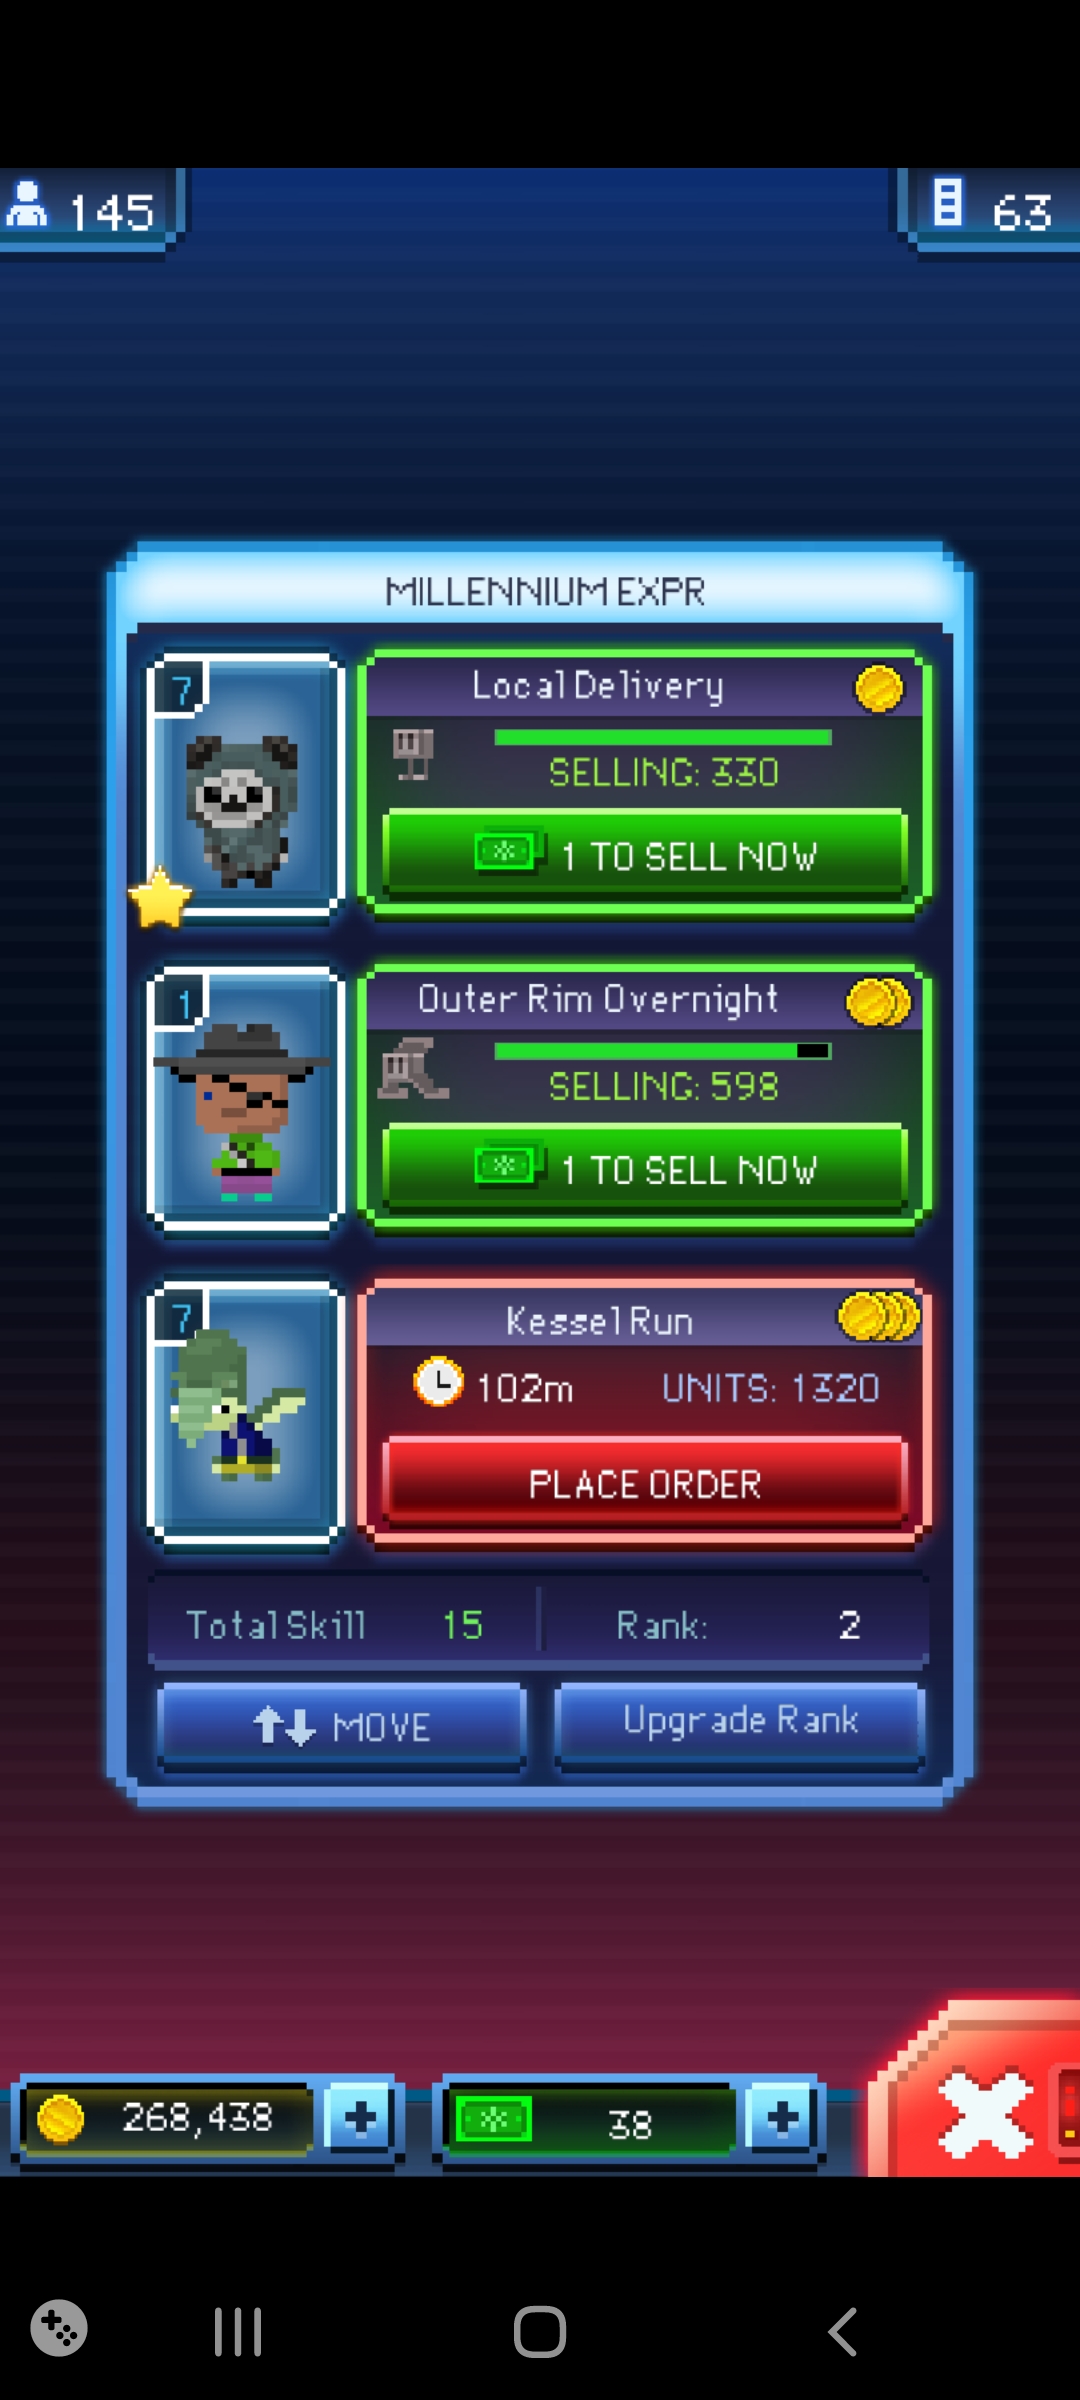 145
63
MILLENNIUM EXPR
7
Local Delivery
SELLING: 330
1 TO SELL NOW
1
Outer Rim Overnight
SELLING: 598
1 TO SELL NOW
7
Kessel Run
102m UNITS: 1320
PLACE ORDER
Total Skill 15 Rank: 2
MOVE Upgrade Rank
268,438 + 38 +